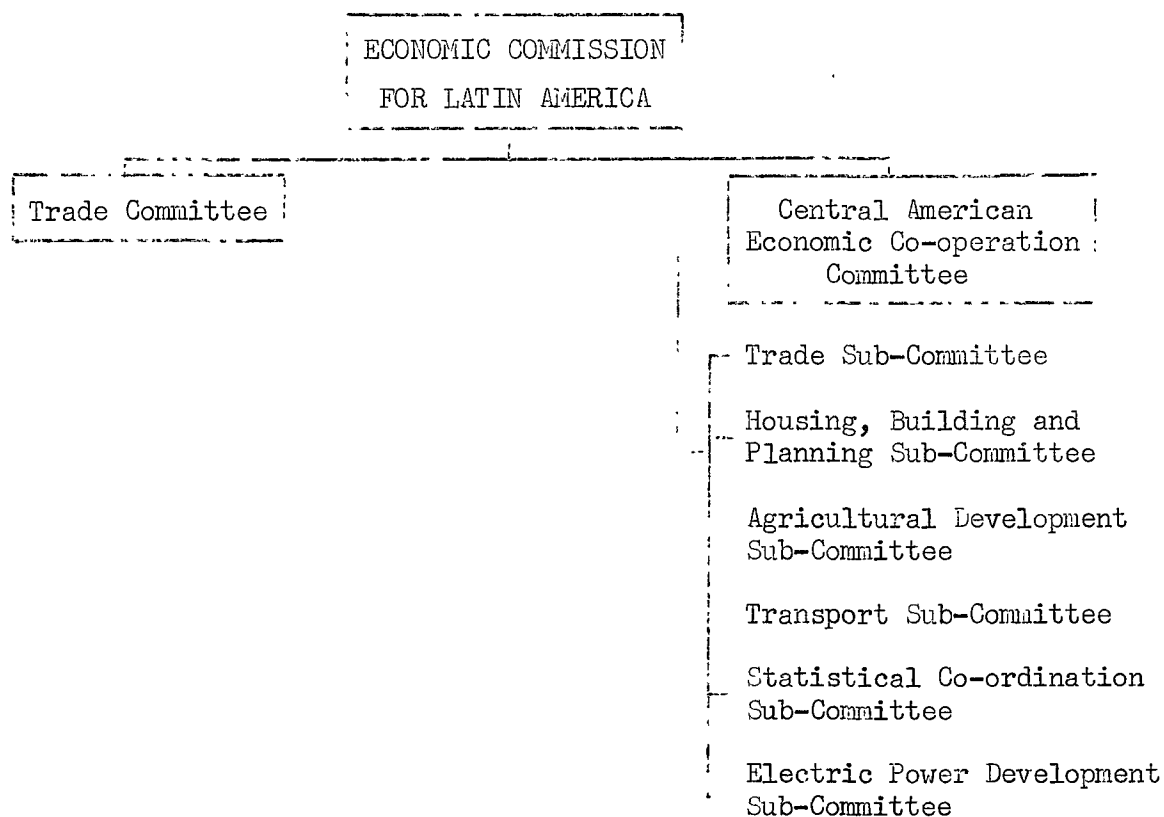 ECONOMIC COMMISSION
FOR LATIN AMERICA
Trade Committee
Central American
Economic Co-operation
Committee
Trade Sub-Committee
Housing, Building and
Planning Sub-Committee
Agricultural Development
Sub-Committee
Transport Sub-Committee
Statistical Co-ordination
Sub-Committee
Electric Power Development
Sub-Committee